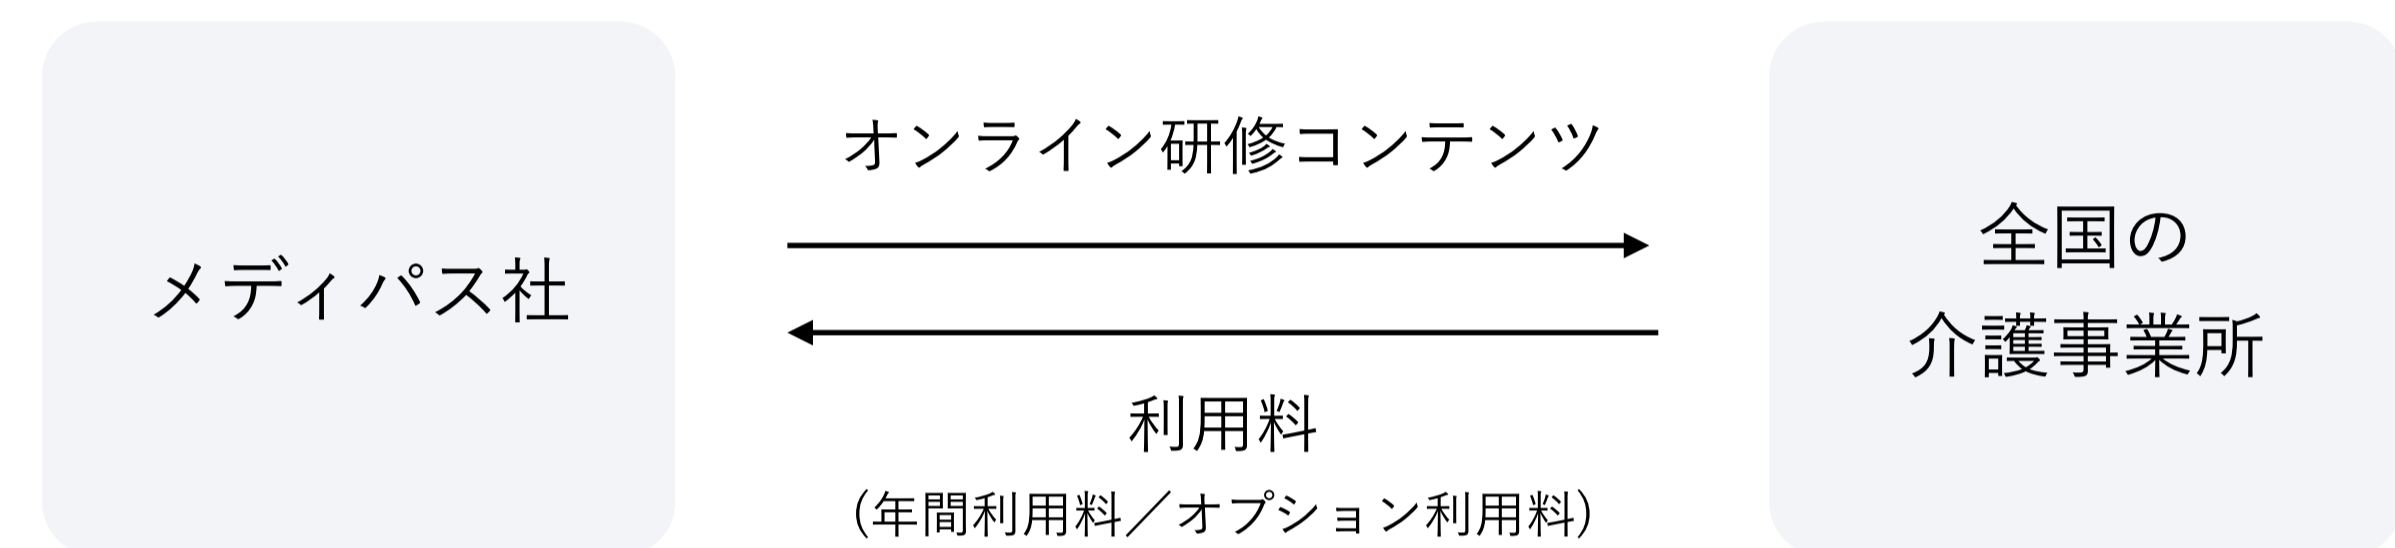 メディパス社
オンライン研修コンテンツ
利用料
（年間利用料／オプション利用料）
全国の
介護事業所